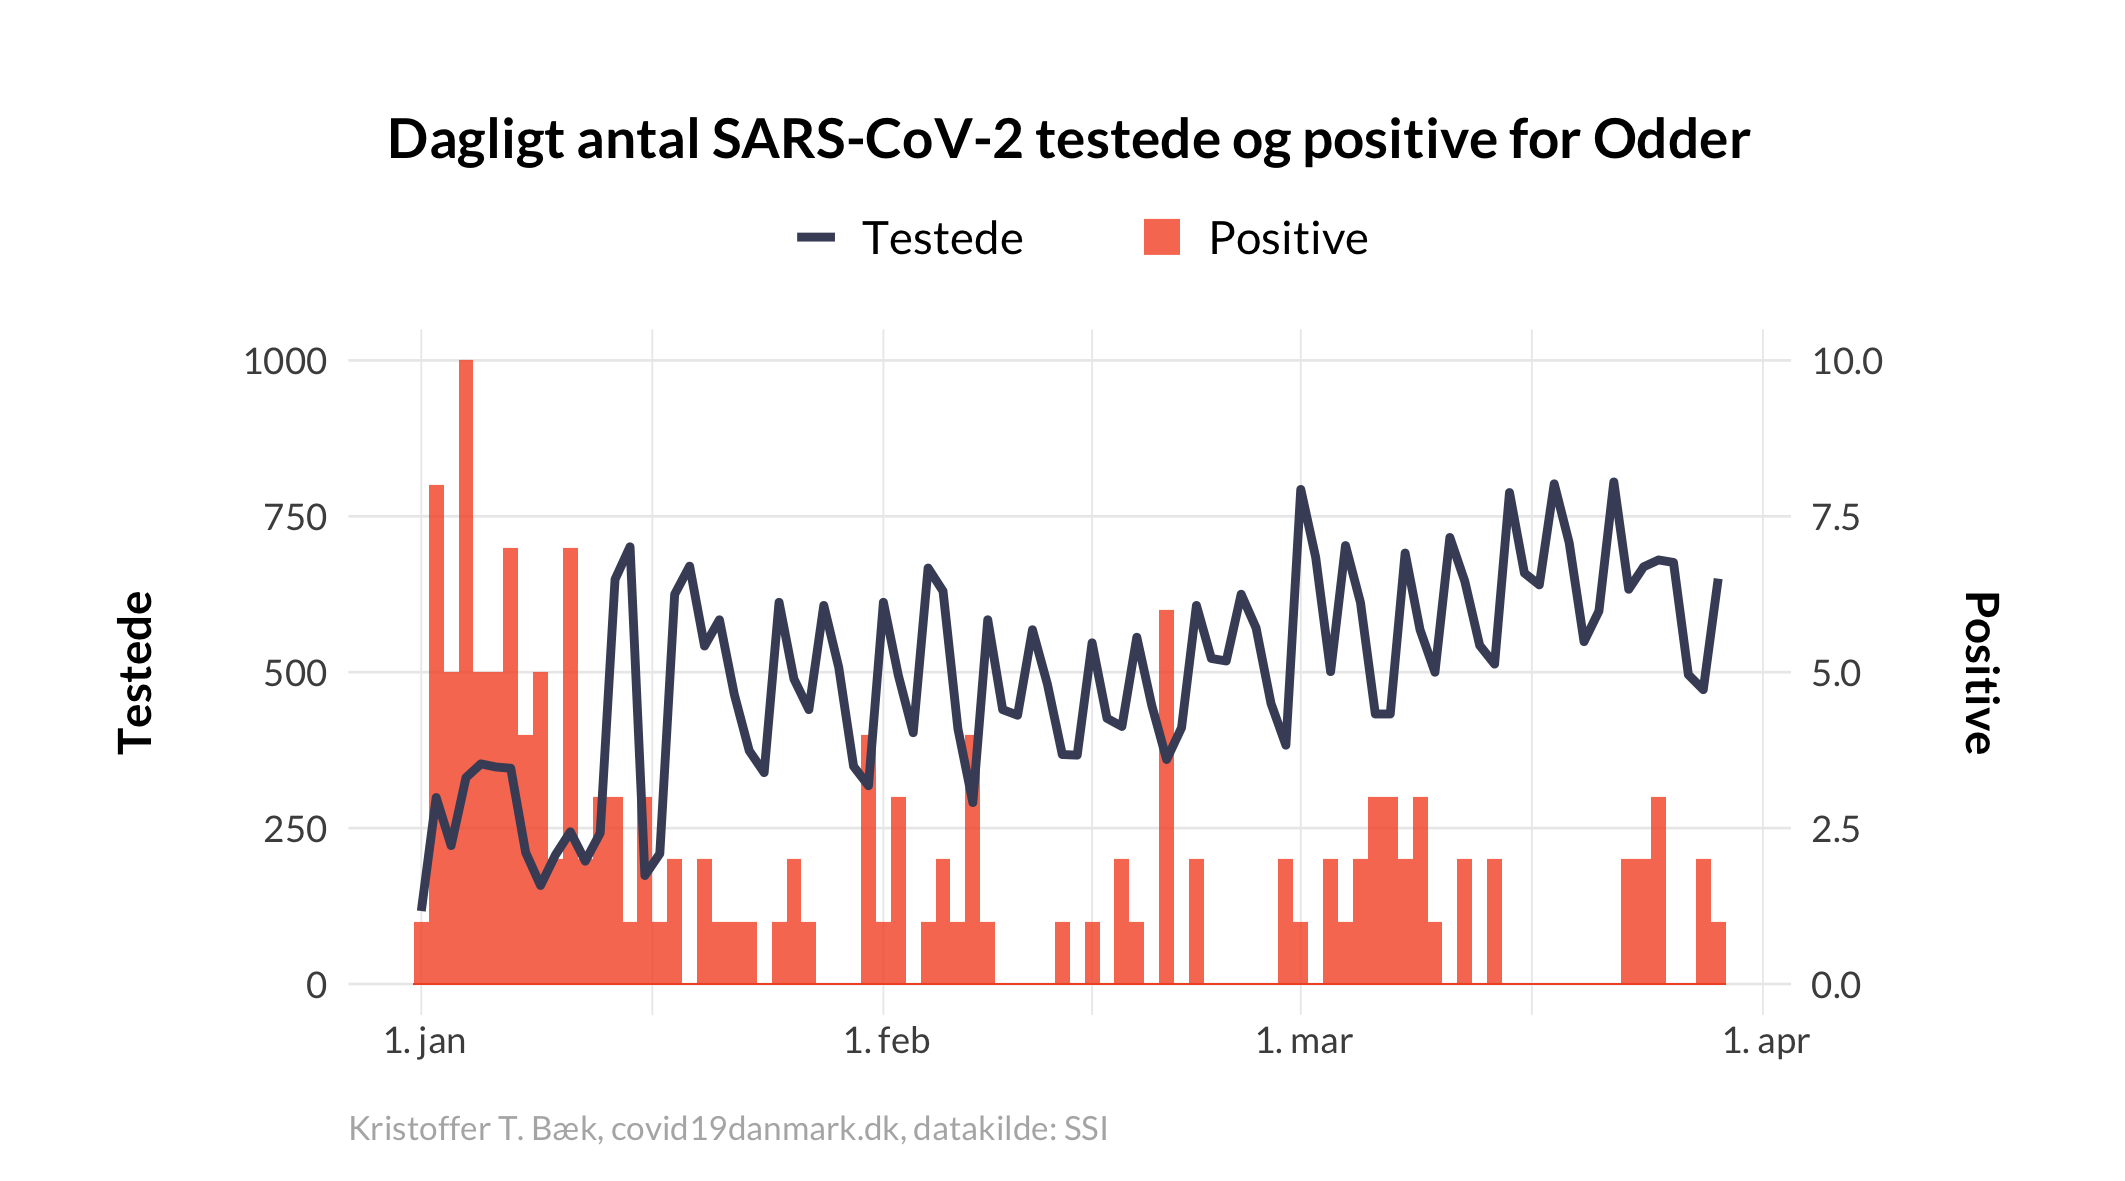 Dagligt antal SARS-CoV-2 testede og positive for Odder
Testede
Positive
1000
750
500
250
0
10.0
7.5
5.0
2.5
0.0
Testede
Positive
1. jan
1. feb
1. mar
1. apr
Kristoffer T. Bæk, covid19danmark.dk, datakilde: SSI